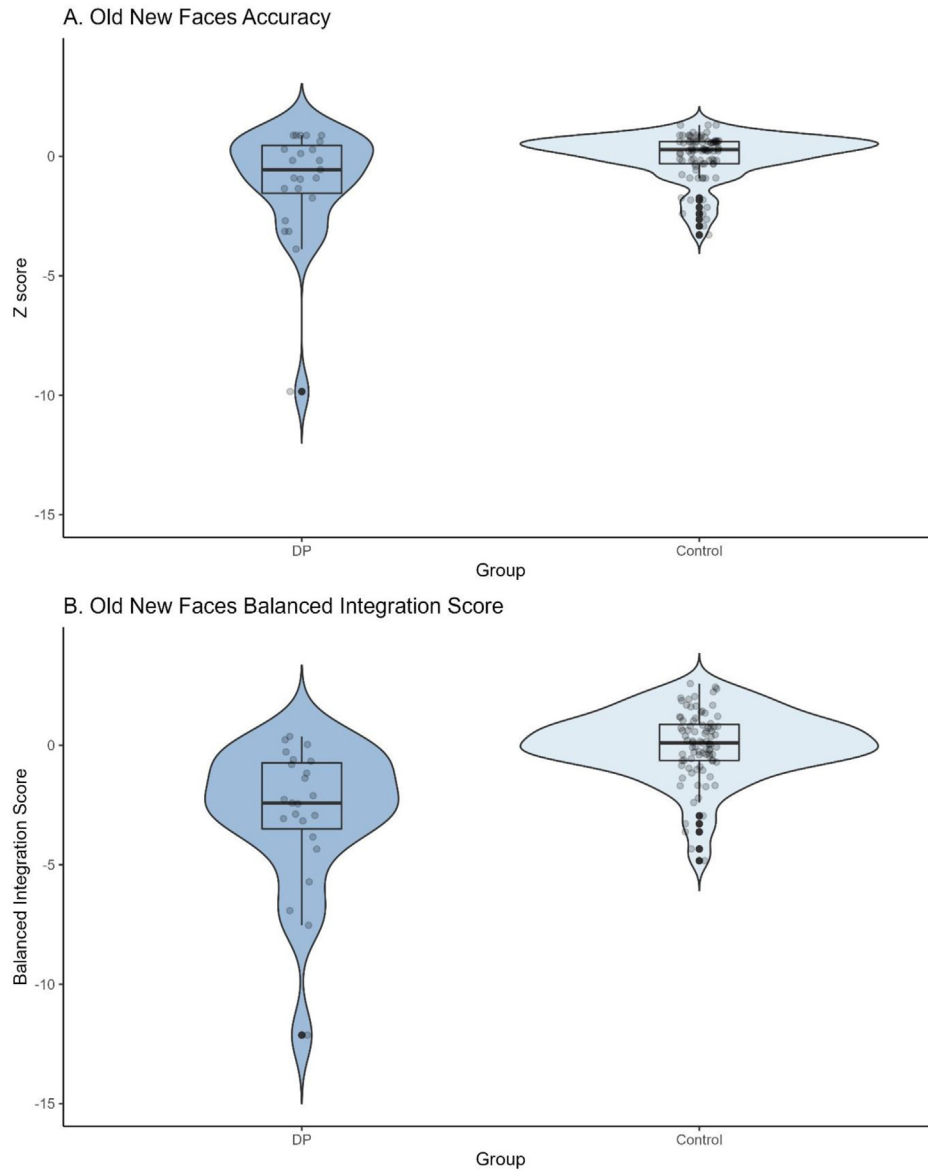 A. Old New Faces Accuracy
0
-5
-10
-15
Z score
DP
Control
Group
B. Old New Faces Balanced Integration Score
0
-5
-10
-15
Balanced Integration Score
DP
Control
Group